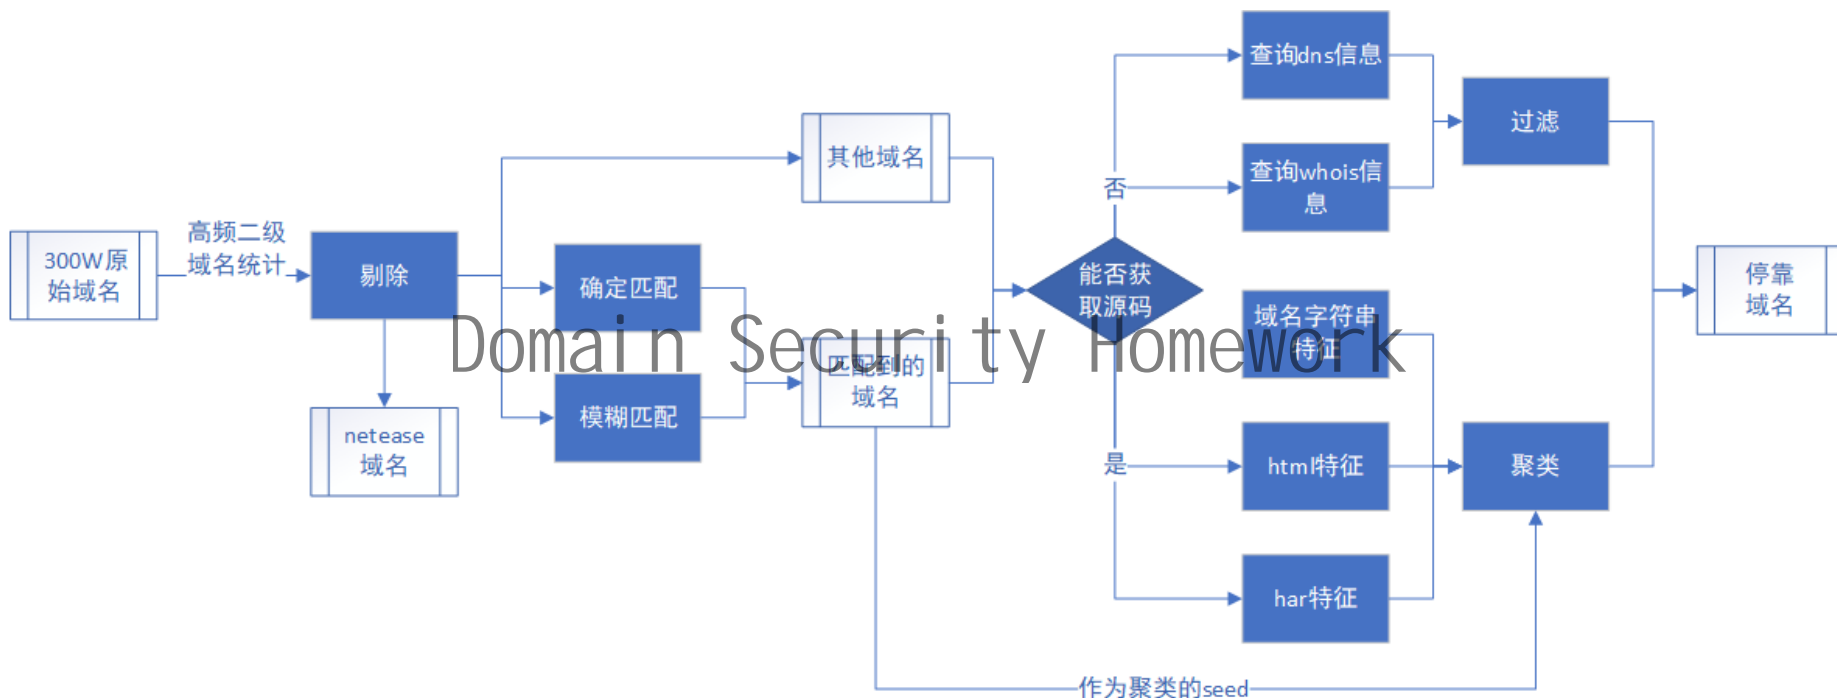 300W原
始域名
高频二级
域名统计
剔除
netease
域名
确定匹配
模糊匹配
其他域名
匹配到的
域名
能否获
取源码
否
是
查询dns信息
查询whois信
息
域名字符串
特征
html特征
har特征
过滤
聚类
停靠
域名
作为聚类的seed
Domain Security Homework